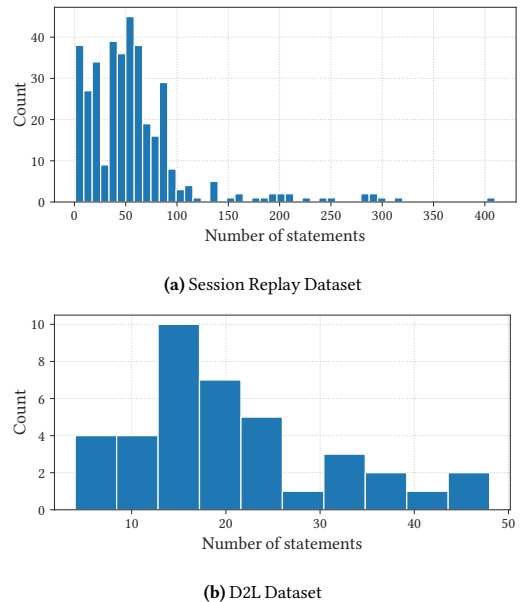 40
30
20
10
0
Count
0 50 100 150 200 250 300 350 400
Number of statements
(a) Session Replay Dataset
10
8
6
4
2
0
Count
10 20 30 40 50
Number of statements
(b) D2L Dataset